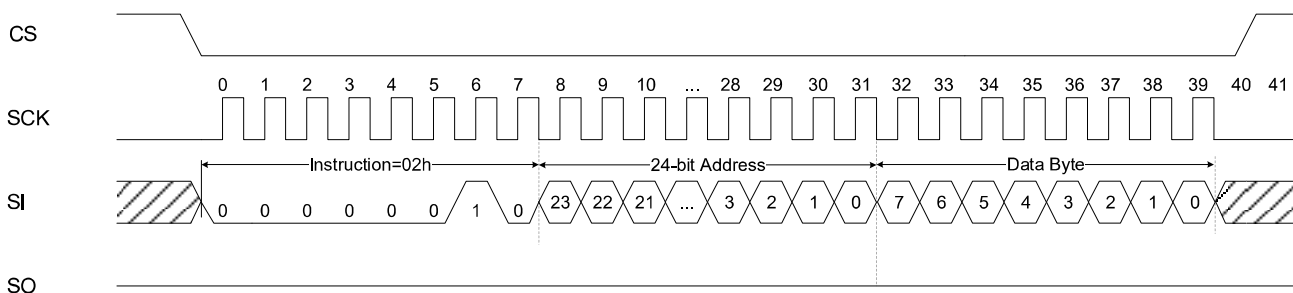 CS
0 1 2 3 4 5 6 7 8 9 10 ... 28 29 30 31 32 33 34 35 36 37 38 39 40 41
SCK
Instruction=02h 24-bit Address Data Byte
SI 0 0 0 0 0 0 1 0 23 22 21 ... 3 2 1 0 7 6 5 4 3 2 1 0
SO